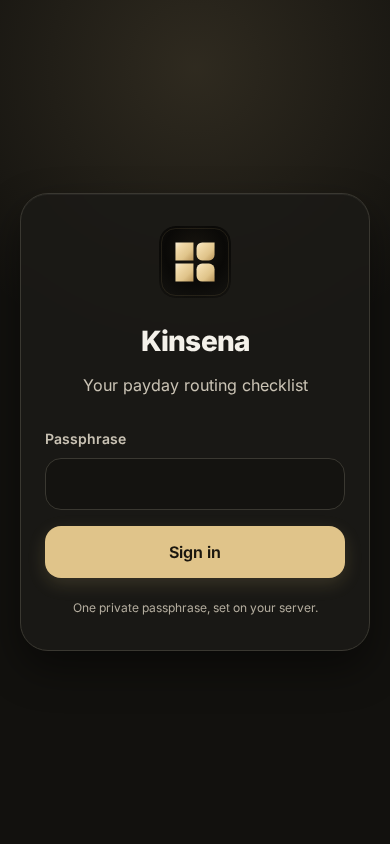 Kinsena
Your payday routing checklist
Passphrase
Sign in
One private passphrase, set on your server.